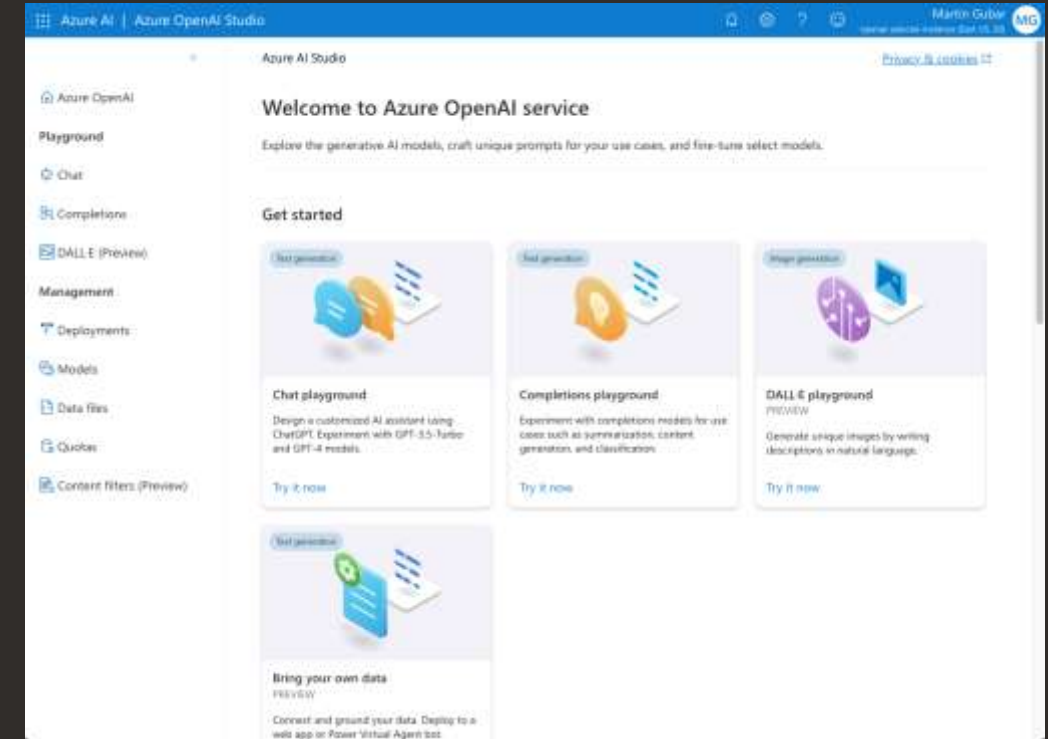 Azure AI | Azure OpenAI Studio
?
Martin Gubar
MG
Azure AI Studio
Privacy & cookies
Azure OpenAI
Playground
Chat
Completions
DALL·E (Preview)
Management
Deployments
Models
Data files
Quotas
Content filters (Preview)
Welcome to Azure OpenAI service
Explore the generative AI models, craft unique prompts for your use cases, and fine-tune select models.
Get started
Text generation
Chat playground
Design a customized AI assistant using
ChatGPT. Experiment with GPT-3.5-Turbo
and GPT-4 models.
Try it now
Text generation
Completions playground
Experiment with completions models for use
cases such as summarization, content
generation, and classification.
Try it now
Image generation
DALL·E playground
PREVIEW
Generate unique images by writing
descriptions in natural language.
Try it now
Text generation
Bring your own data
PREVIEW
Connect and ground your data. Deploy to a
web app or Power Virtual Agent bot